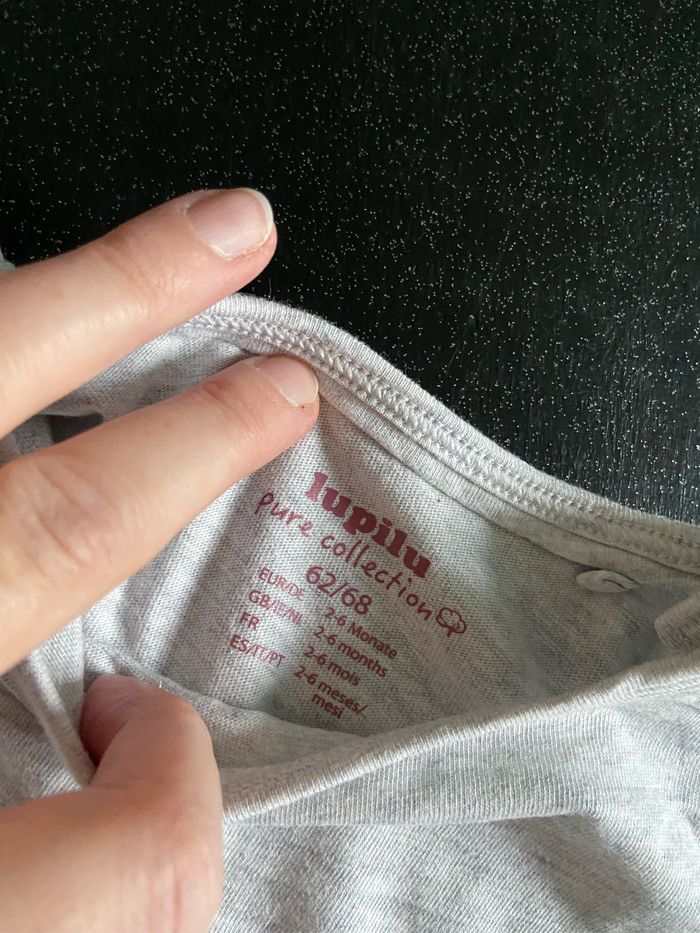 lupilu
pure collection
62/68
EUR/DE 2-6 Monate
GB/IE/NI 2-6 months
FR 2-6 mois
ES/IT/PT 2-6 meses/
mesi